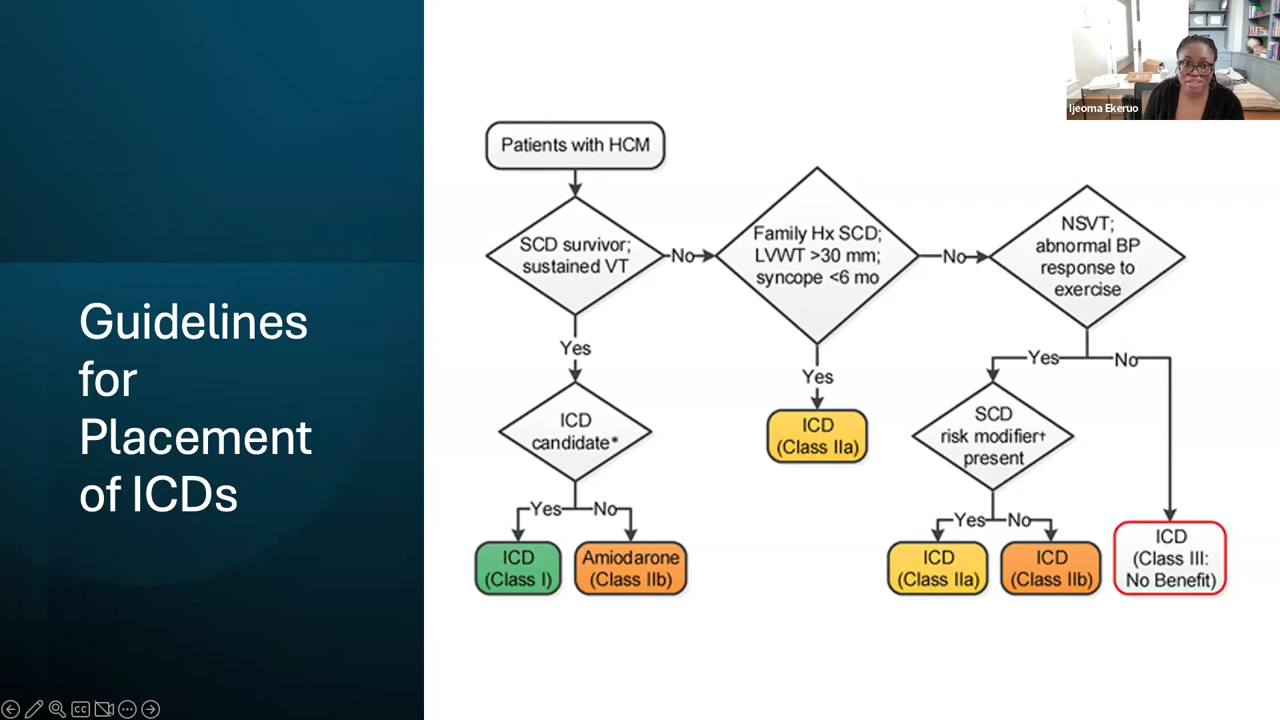 Ijeoma Ekeruo
Guidelines
for
Placement
of ICDs
Patients with HCM
SCD survivor;
sustained VT
No
Family Hx SCD;
LVWT >30 mm;
syncope <6 mo
No
NSVT;
abnormal BP
response to
exercise
Yes
Yes
Yes
No
ICD
candidate*
ICD
(Class IIa)
SCD
risk modifier†
present
Yes
No
Yes
No
ICD
(Class I)
Amiodarone
(Class IIb)
ICD
(Class IIa)
ICD
(Class IIb)
ICD
(Class III:
No Benefit)
CC